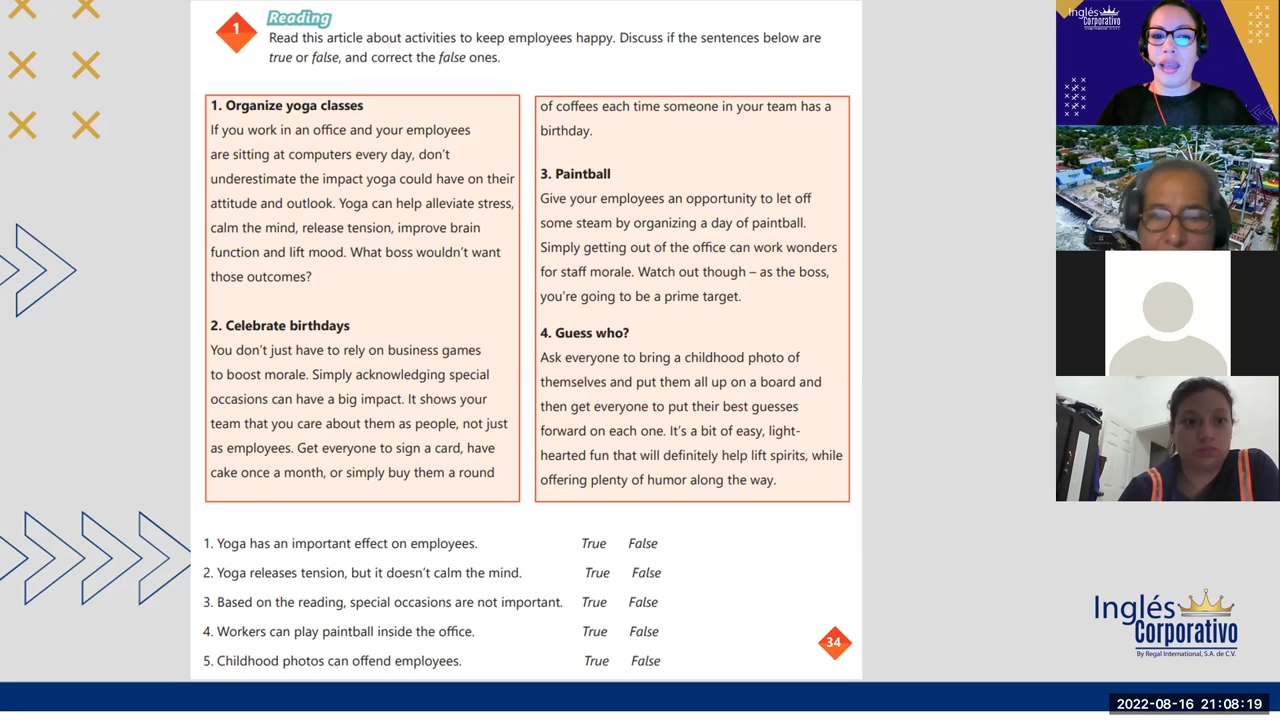 1
Reading
Read this article about activities to keep employees happy. Discuss if the sentences below are
true or false, and correct the false ones.
1. Organize yoga classes
If you work in an office and your employees
are sitting at computers every day, don't
underestimate the impact yoga could have on their
attitude and outlook. Yoga can help alleviate stress,
calm the mind, release tension, improve brain
function and lift mood. What boss wouldn't want
those outcomes?
2. Celebrate birthdays
You don't just have to rely on business games
to boost morale. Simply acknowledging special
occasions can have a big impact. It shows your
team that you care about them as people, not just
as employees. Get everyone to sign a card, have
cake once a month, or simply buy them a round
of coffees each time someone in your team has a
birthday.
3. Paintball
Give your employees an opportunity to let off
some steam by organizing a day of paintball.
Simply getting out of the office can work wonders
for staff morale. Watch out though – as the boss,
you're going to be a prime target.
4. Guess who?
Ask everyone to bring a childhood photo of
themselves and put them all up on a board and
then get everyone to put their best guesses
forward on each one. It's a bit of easy, light-
hearted fun that will definitely help lift spirits, while
offering plenty of humor along the way.
1. Yoga has an important effect on employees. True False
2. Yoga releases tension, but it doesn't calm the mind. True False
3. Based on the reading, special occasions are not important. True False
4. Workers can play paintball inside the office. True False
5. Childhood photos can offend employees. True False
34
Inglés
Corporativo
Inglés
Corporativo
By Regal International, S.A. de C.V.
2022-08-16 21:08:19